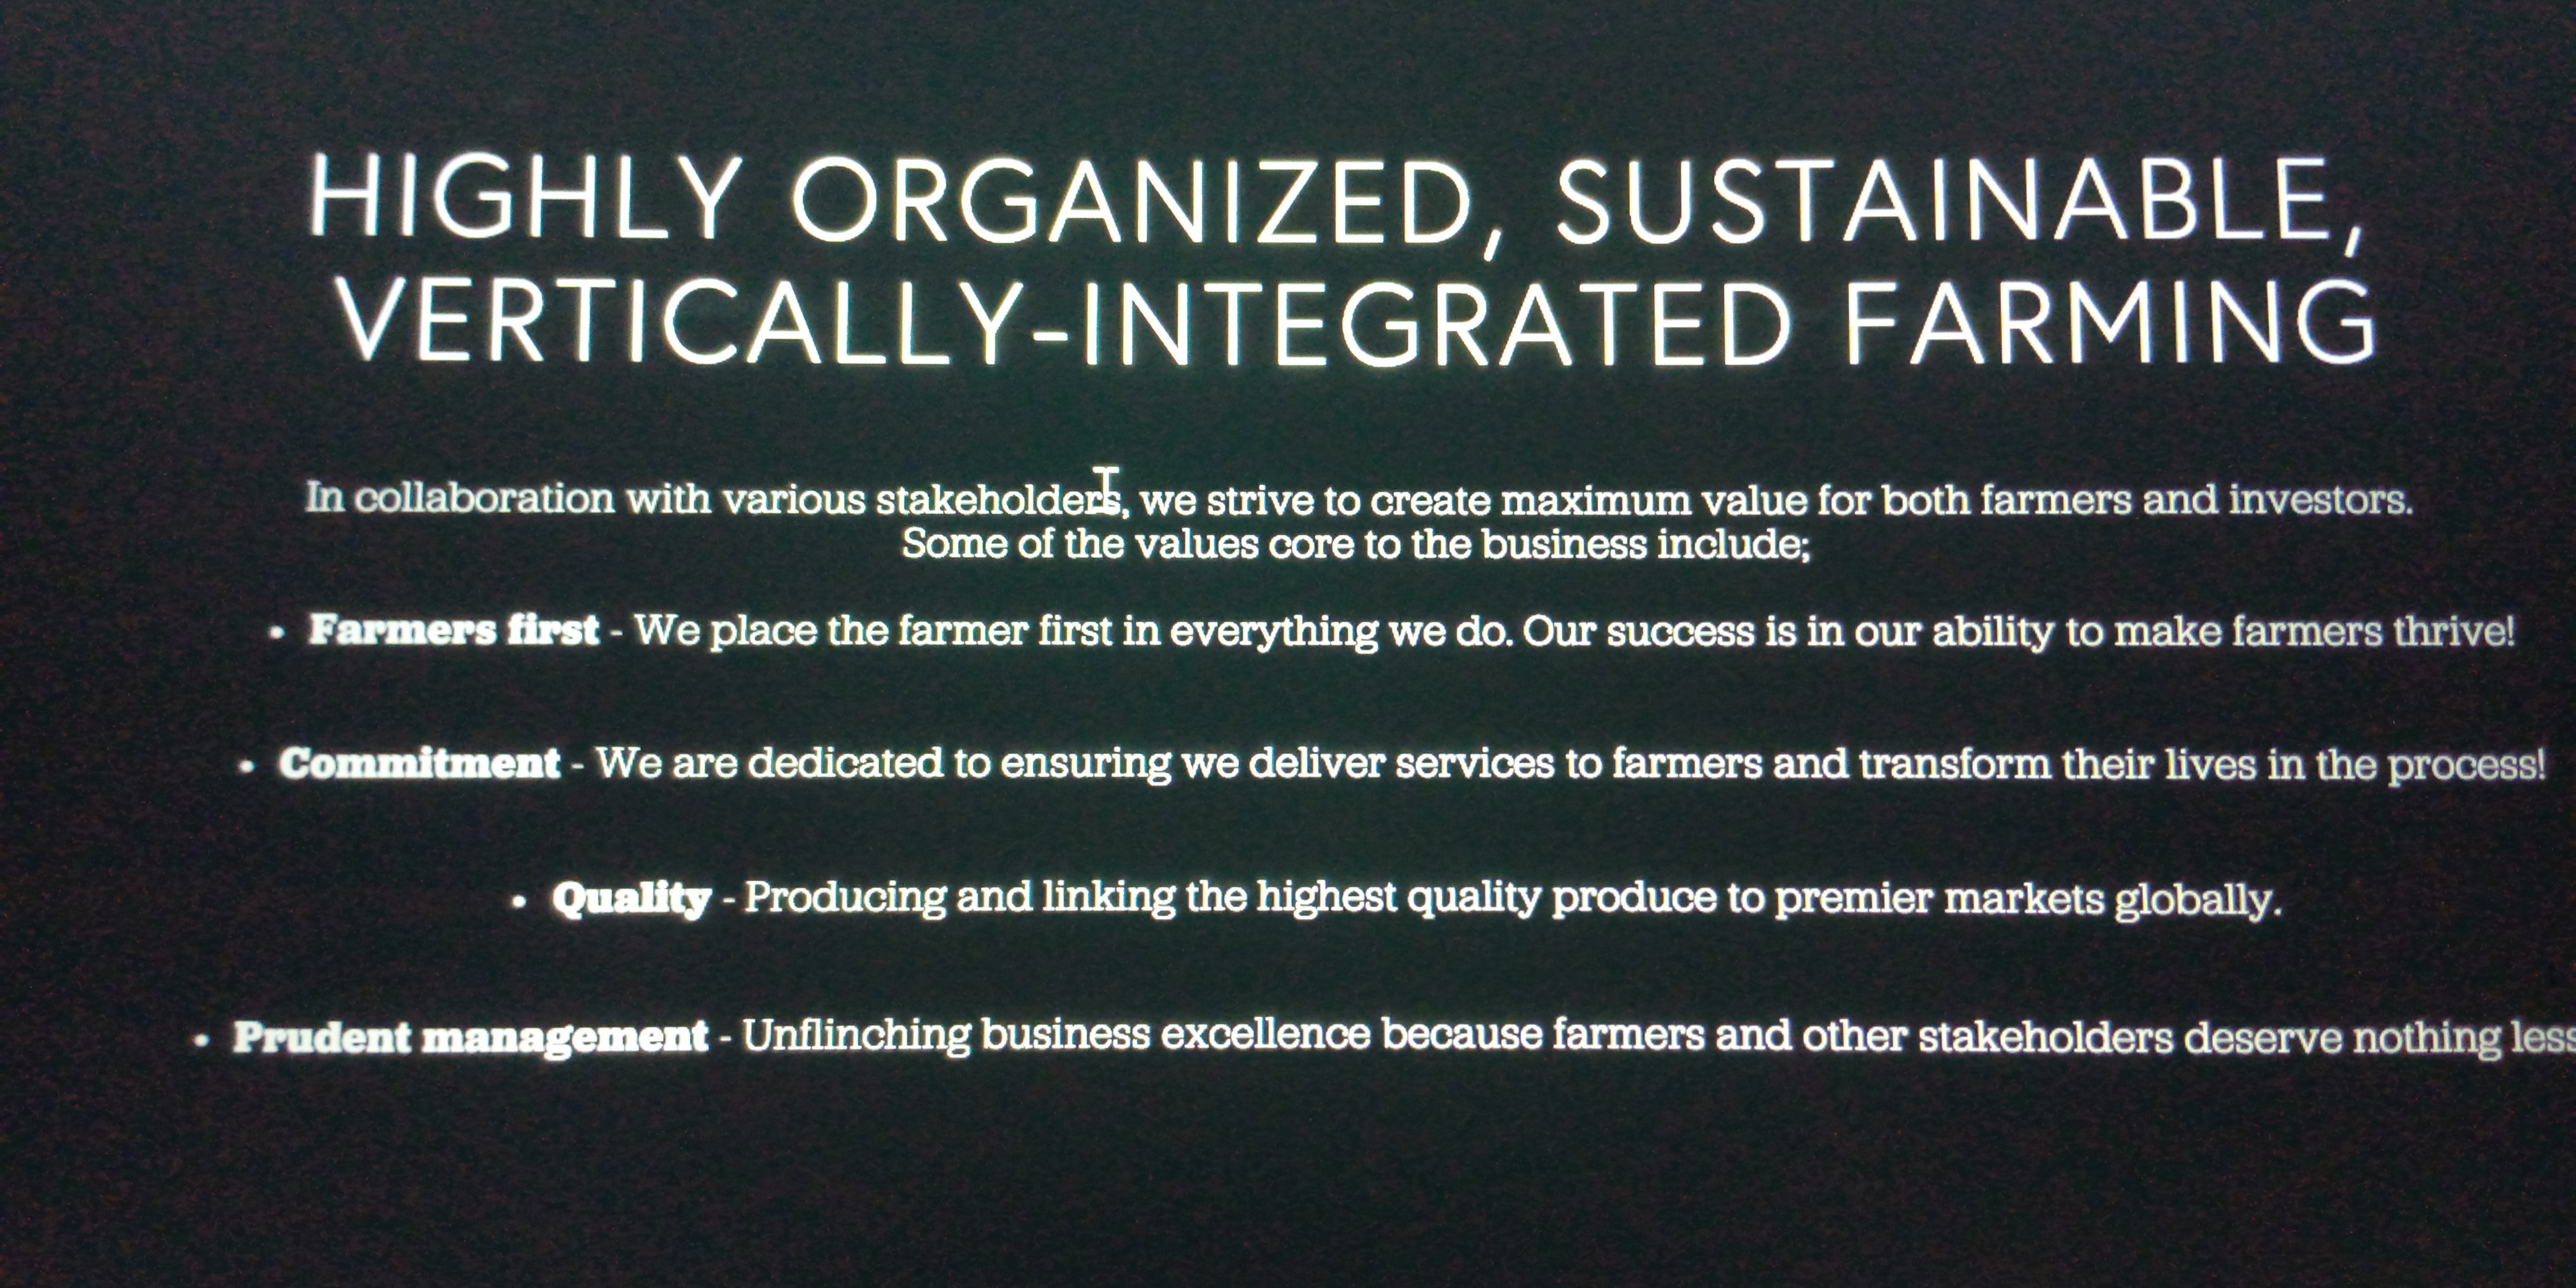 HIGHLY ORGANIZED, SUSTAINABLE,
VERTICALLY-INTEGRATED FARMING
In collaboration with various stakeholders, we strive to create maximum value for both farmers and investors.
Some of the values core to the business include;
• Farmers first - We place the farmer first in everything we do. Our success is in our ability to make farmers thrive!
• Commitment - We are dedicated to ensuring we deliver services to farmers and transform their lives in the process!
• Quality - Producing and linking the highest quality produce to premier markets globally.
• Prudent management - Unflinching business excellence because farmers and other stakeholders deserve nothing less